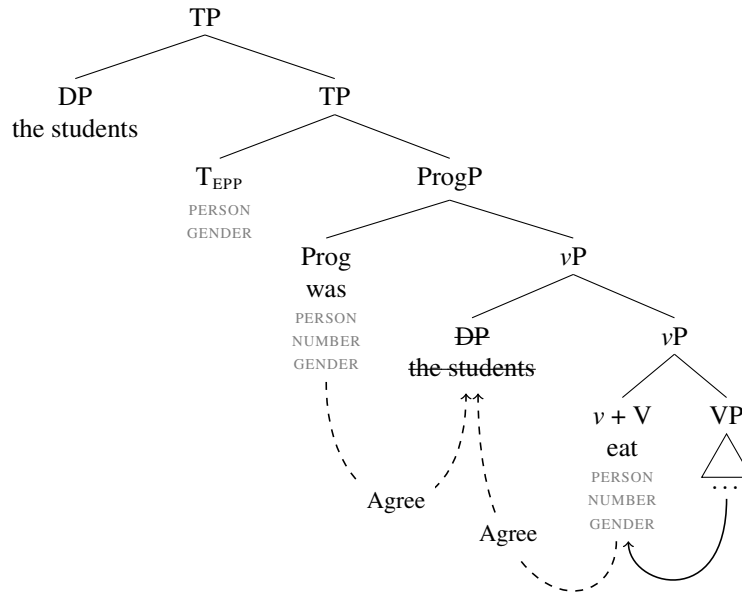 TP
DP
TP
the students
T_EPP
ProgP
PERSON
GENDER
Prog
vP
was
PERSON
NUMBER
GENDER
DP
vP
the students
v + V
VP
eat
PERSON
NUMBER
GENDER
...
Agree
Agree